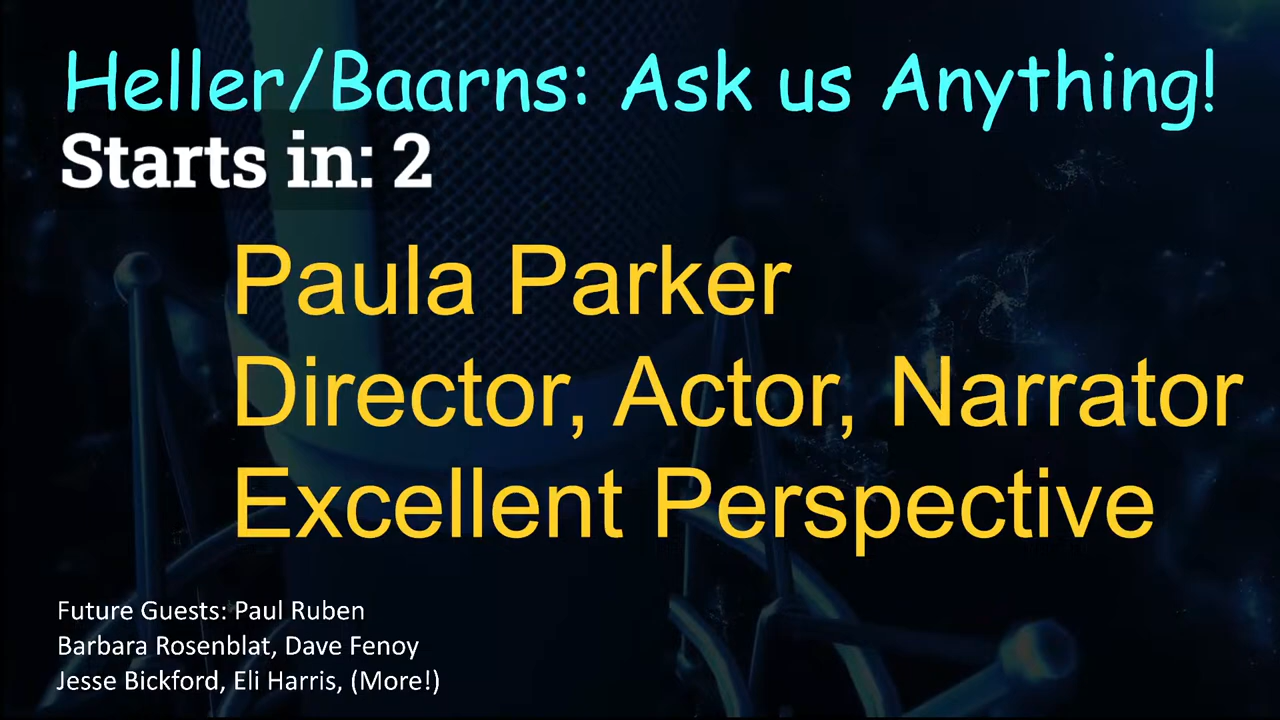 Heller/Baarns: Ask us Anything!
Starts in: 2
Paula Parker
Director, Actor, Narrator
Excellent Perspective
Future Guests: Paul Ruben
Barbara Rosenblat, Dave Fenoy
Jesse Bickford, Eli Harris, (More!)